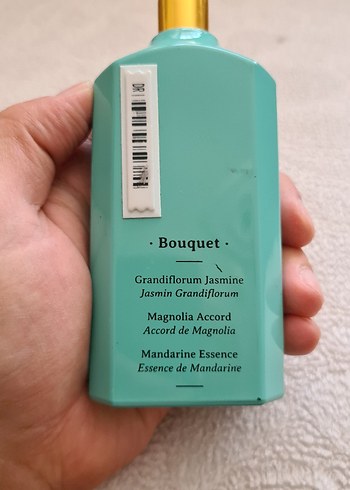 · Bouquet ·
Grandiflorum Jasmine
Jasmin Grandiflorum
Magnolia Accord
Accord de Magnolia
Mandarine Essence
Essence de Mandarine